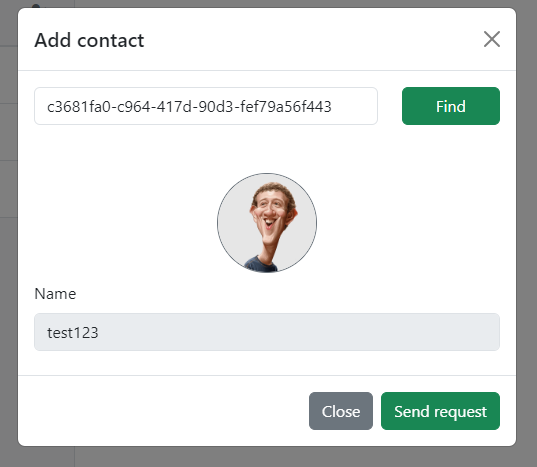 Add contact
c3681fa0-c964-417d-90d3-fef79a56f443
Find
Name
test123
Close
Send request